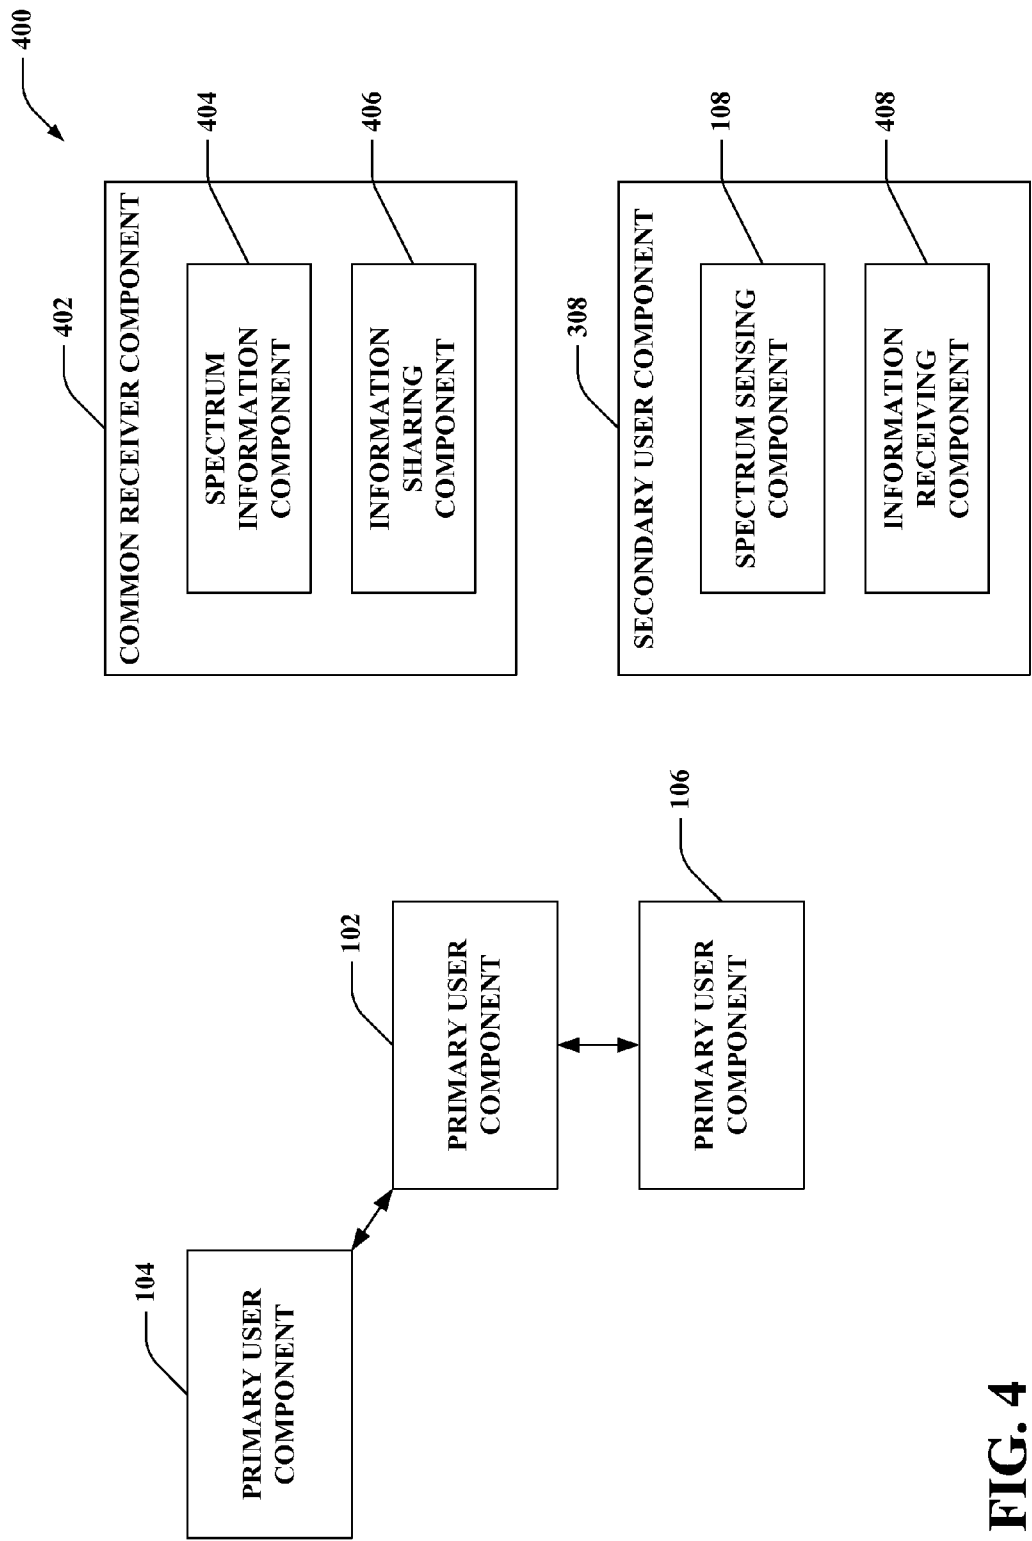 400
402
COMMON RECEIVER COMPONENT
404
SPECTRUM
INFORMATION
COMPONENT
406
INFORMATION
SHARING
COMPONENT
104
PRIMARY USER
COMPONENT
102
PRIMARY USER
COMPONENT
106
PRIMARY USER
COMPONENT
308
SECONDARY USER COMPONENT
108
SPECTRUM SENSING
COMPONENT
408
INFORMATION
RECEIVING
COMPONENT
FIG. 4